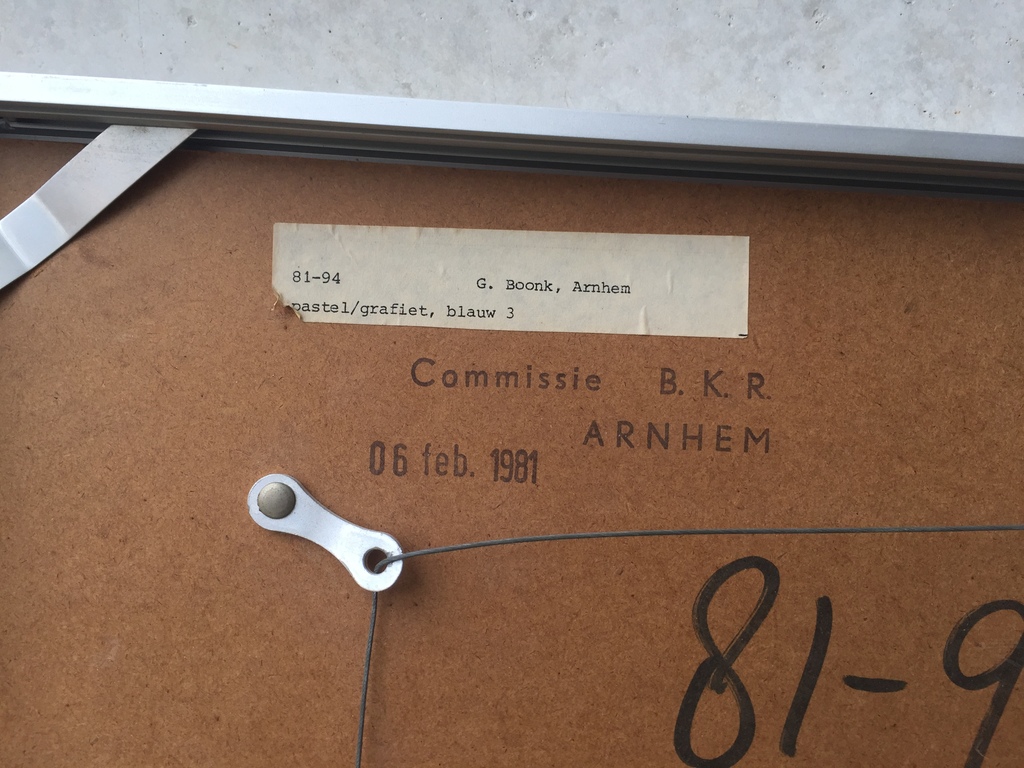 81-94 G. Boonk, Arnhem
pastel/grafiet, blauw 3
Commissie B. K. R.
ARNHEM
06 feb. 1981
81-9